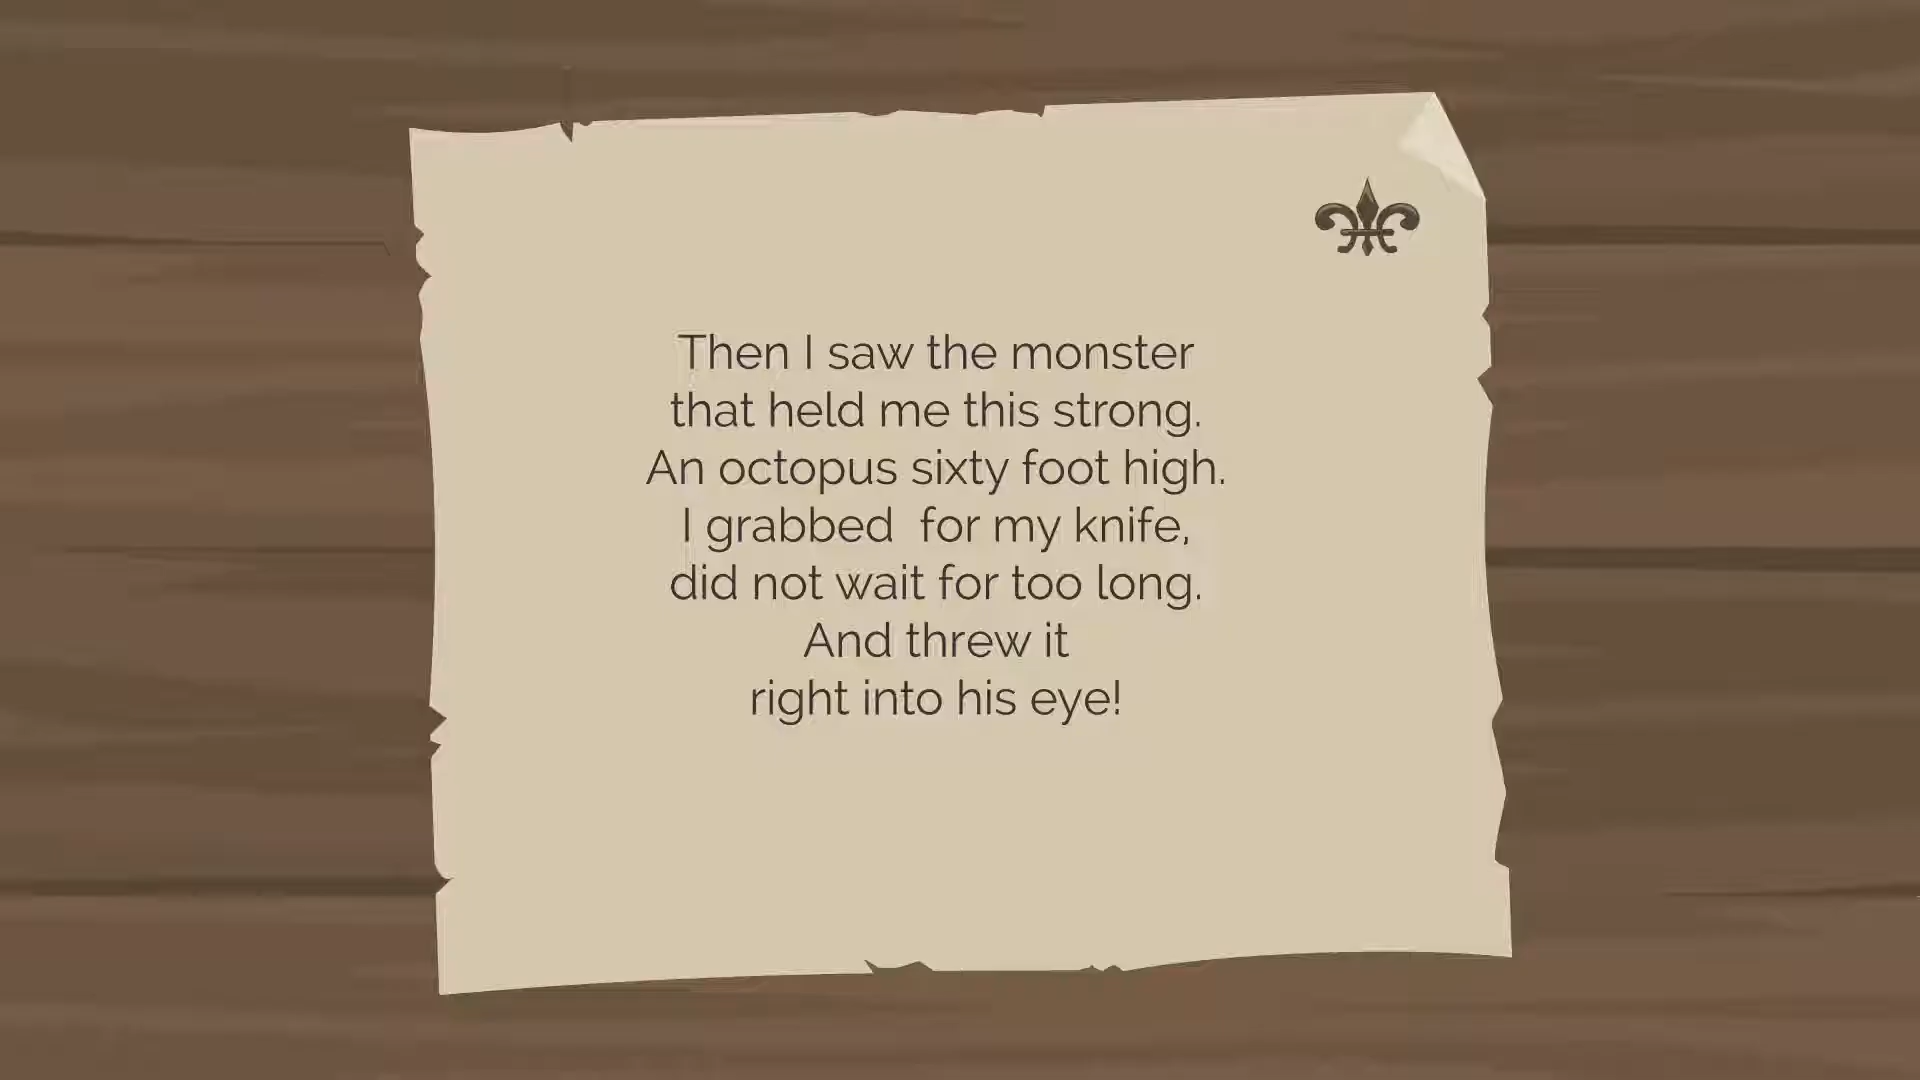 Then I saw the monster
that held me this strong.
An octopus sixty foot high.
I grabbed  for my knife,
did not wait for too long.
And threw it
right into his eye!